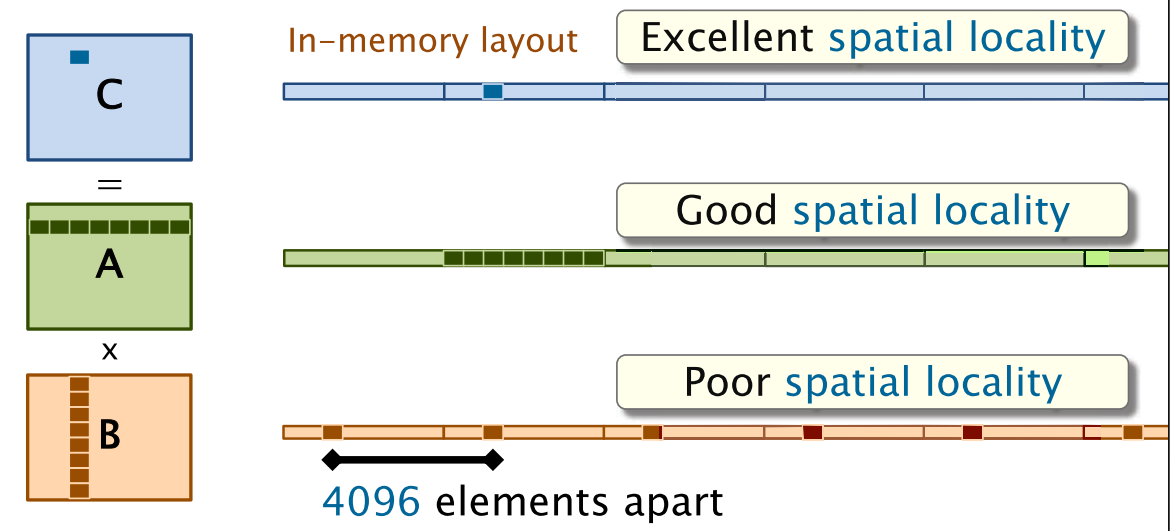 In-memory layout
Excellent spatial locality
C
=
Good spatial locality
A
x
Poor spatial locality
B
4096 elements apart